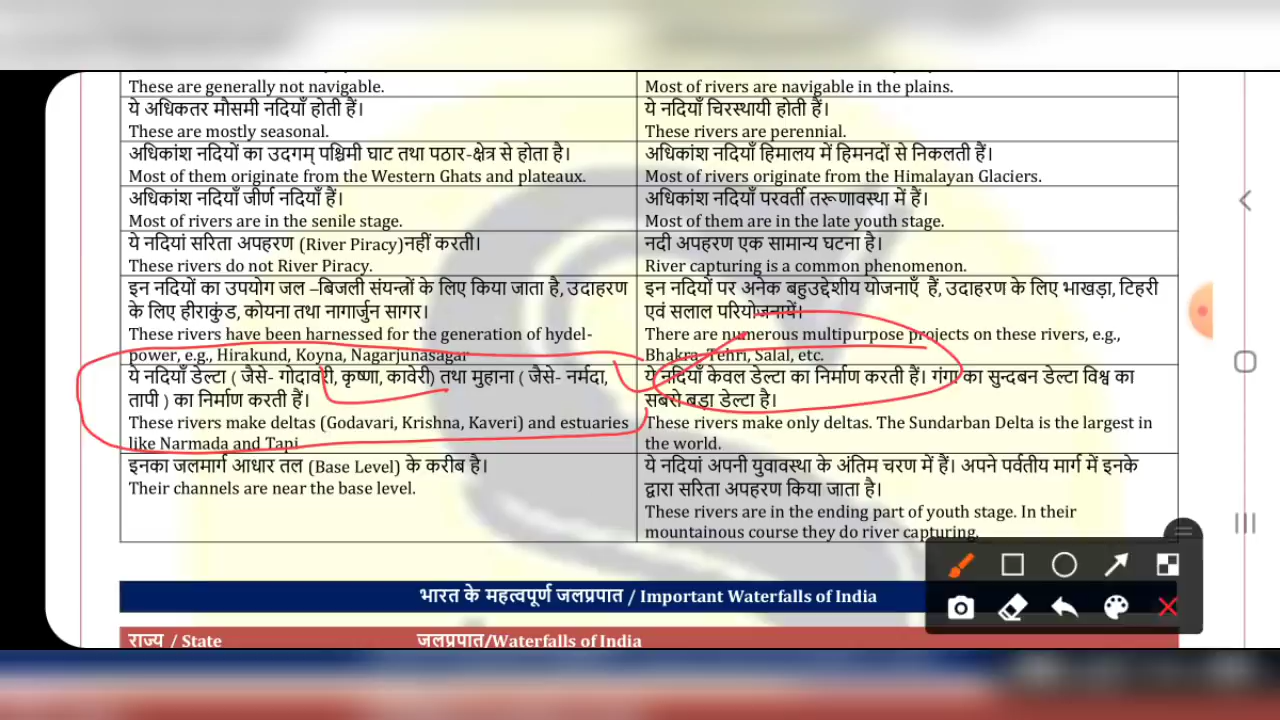 These are generally not navigable.
Most of rivers are navigable in the plains.
ये अधिकतर मौसमी नदियाँ होती हैं।
These are mostly seasonal.
ये नदियाँ चिरस्थायी होती हैं।
These rivers are perennial.
अधिकांश नदियों का उदगम् पश्चिमी घाट तथा पठार-क्षेत्र से होता है।
Most of them originate from the Western Ghats and plateaux.
अधिकांश नदियाँ हिमालय में हिमनदों से निकलती हैं।
Most of rivers originate from the Himalayan Glaciers.
अधिकांश नदियाँ जीर्ण नदियाँ हैं।
Most of rivers are in the senile stage.
अधिकांश नदियाँ परवर्ती तरूणावस्था में हैं।
Most of them are in the late youth stage.
ये नदियां सरिता अपहरण (River Piracy)नहीं करती।
These rivers do not River Piracy.
नदी अपहरण एक सामान्य घटना है।
River capturing is a common phenomenon.
इन नदियों का उपयोग जल –बिजली संयन्त्रों के लिए किया जाता है, उदाहरण
के लिए हीराकुंड, कोयना तथा नागार्जुन सागर।
These rivers have been harnessed for the generation of hydel-
power, e.g., Hirakund, Koyna, Nagarjunasagar
इन नदियों पर अनेक बहुउद्देशीय योजनाएँ हैं, उदाहरण के लिए भाखड़ा, टिहरी
एवं सलाल परियोजनायें।
There are numerous multipurpose projects on these rivers, e.g.,
Bhakra, Tehri, Salal, etc.
ये नदियाँ डेल्टा ( जैसे- गोदावरी, कृष्णा, कावेरी) तथा मुहाना ( जैसे- नर्मदा,
तापी ) का निर्माण करती हैं।
These rivers make deltas (Godavari, Krishna, Kaveri) and estuaries
like Narmada and Tapi
ये नदियाँ केवल डेल्टा का निर्माण करती हैं। गंगा का सुन्दबन डेल्टा विश्व का
सबसे बड़ा डेल्टा है।
These rivers make only deltas. The Sundarban Delta is the largest in
the world.
इनका जलमार्ग आधार तल (Base Level) के करीब है।
Their channels are near the base level.
ये नदियां अपनी युवावस्था के अंतिम चरण में हैं। अपने पर्वतीय मार्ग में इनके
द्वारा सरिता अपहरण किया जाता है।
These rivers are in the ending part of youth stage. In their
mountainous course they do river capturing.
भारत के महत्वपूर्ण जलप्रपात / Important Waterfalls of India
राज्य / State
जलप्रपात/Waterfalls of India